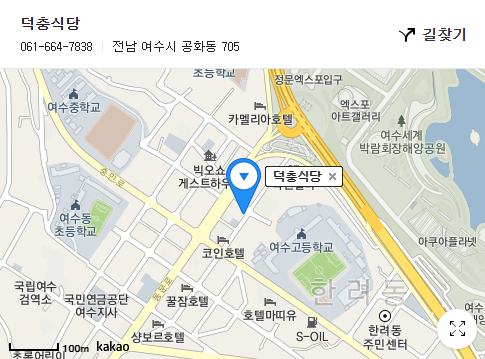 덕충식당
061-664-7838 | 전남 여수시 공화동 705
길찾기
초등학교
정문엑스포입구
여수중학교
카멜리아호텔
엑스포
아트갤러리
여수세계
박람회장해양공원
빅오쇼
게스트하우
덕충식당
충민로
여수동
초등학교
코인호텔
여수고등학교
아쿠아플라넷
동문로
한려동
국립여수
검역소
국민연금공단
여수지사
꿀잠호텔
호텔마띠유
샹보르호텔
S-OIL
한려동
주민센터
초록어린이
100m kakao